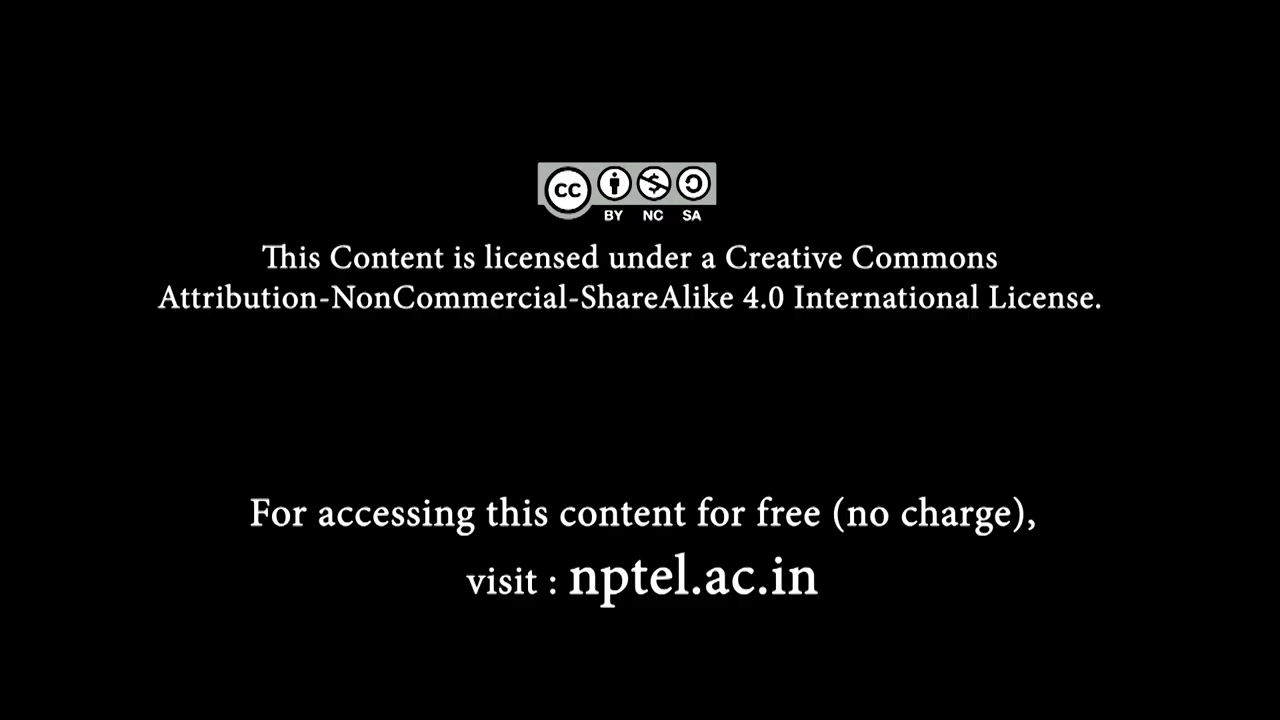 CC BY NC SA
This Content is licensed under a Creative Commons
Attribution-NonCommercial-ShareAlike 4.0 International License.
For accessing this content for free (no charge),
visit : nptel.ac.in